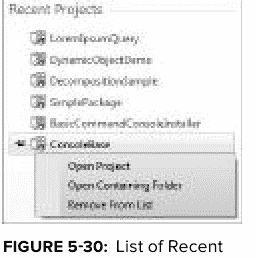 Recent Projects
LoremIpsumQuery
DynamicObjectDemo
DecompositionSample
SimplePackage
BasicCommandConsoleInstaller
ConsoleBase
Open Project
Open Containing Folder
Remove From List
FIGURE 5-30: List of Recent